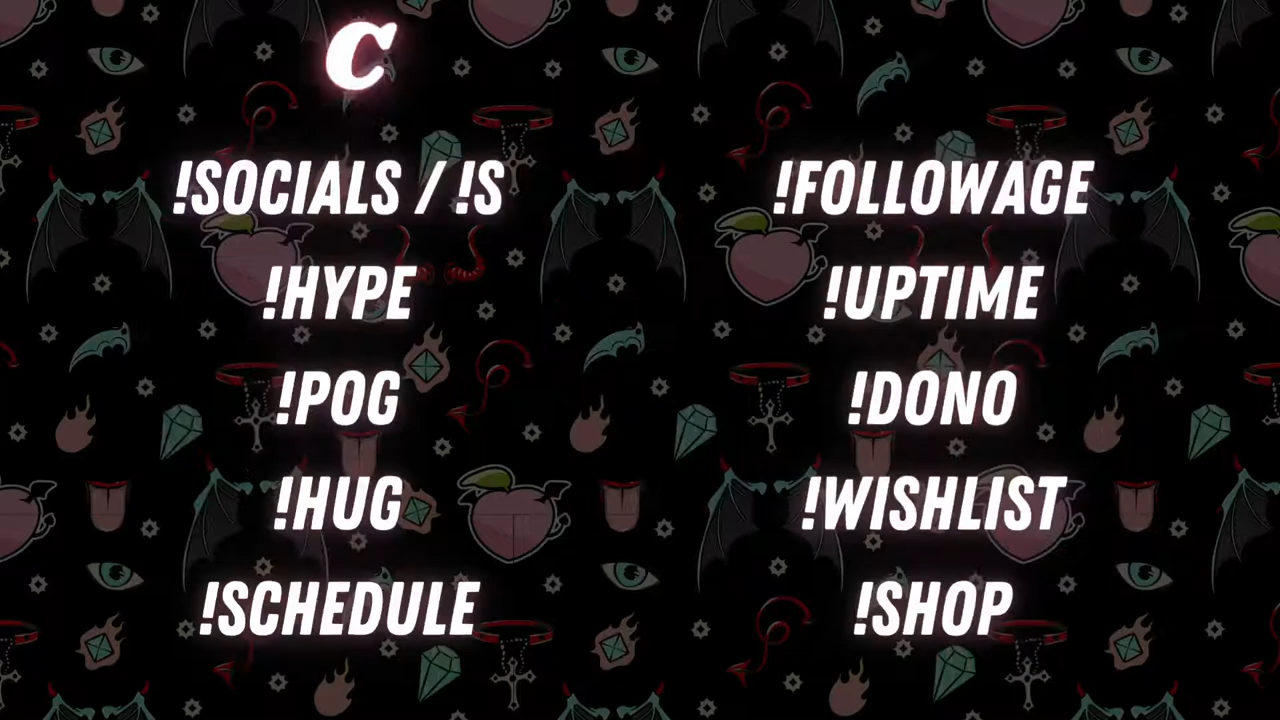 C
!SOCIALS / !S
!HYPE
!POG
!HUG
!SCHEDULE
!FOLLOWAGE
!UPTIME
!DONO
!WISHLIST
!SHOP